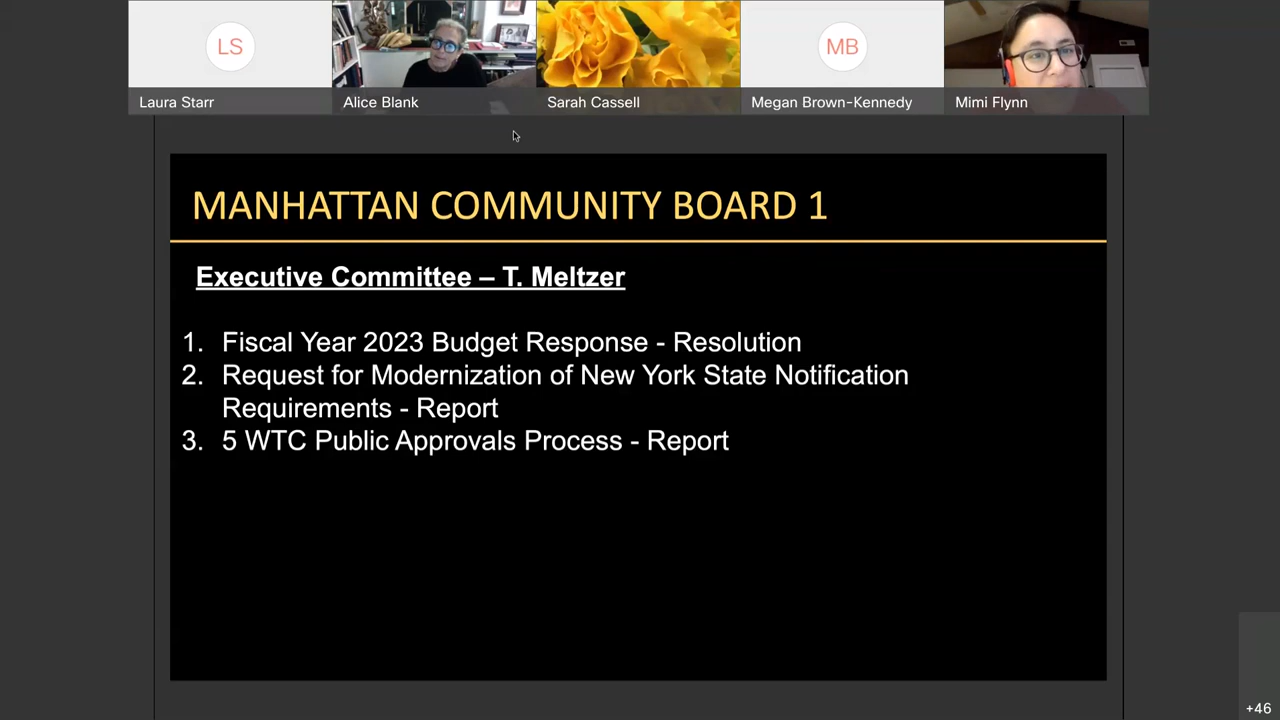 LS
MB
Laura Starr
Alice Blank
Sarah Cassell
Megan Brown-Kennedy
Mimi Flynn
MANHATTAN COMMUNITY BOARD 1
Executive Committee – T. Meltzer
1. Fiscal Year 2023 Budget Response - Resolution
2. Request for Modernization of New York State Notification
Requirements - Report
3. 5 WTC Public Approvals Process - Report
+46